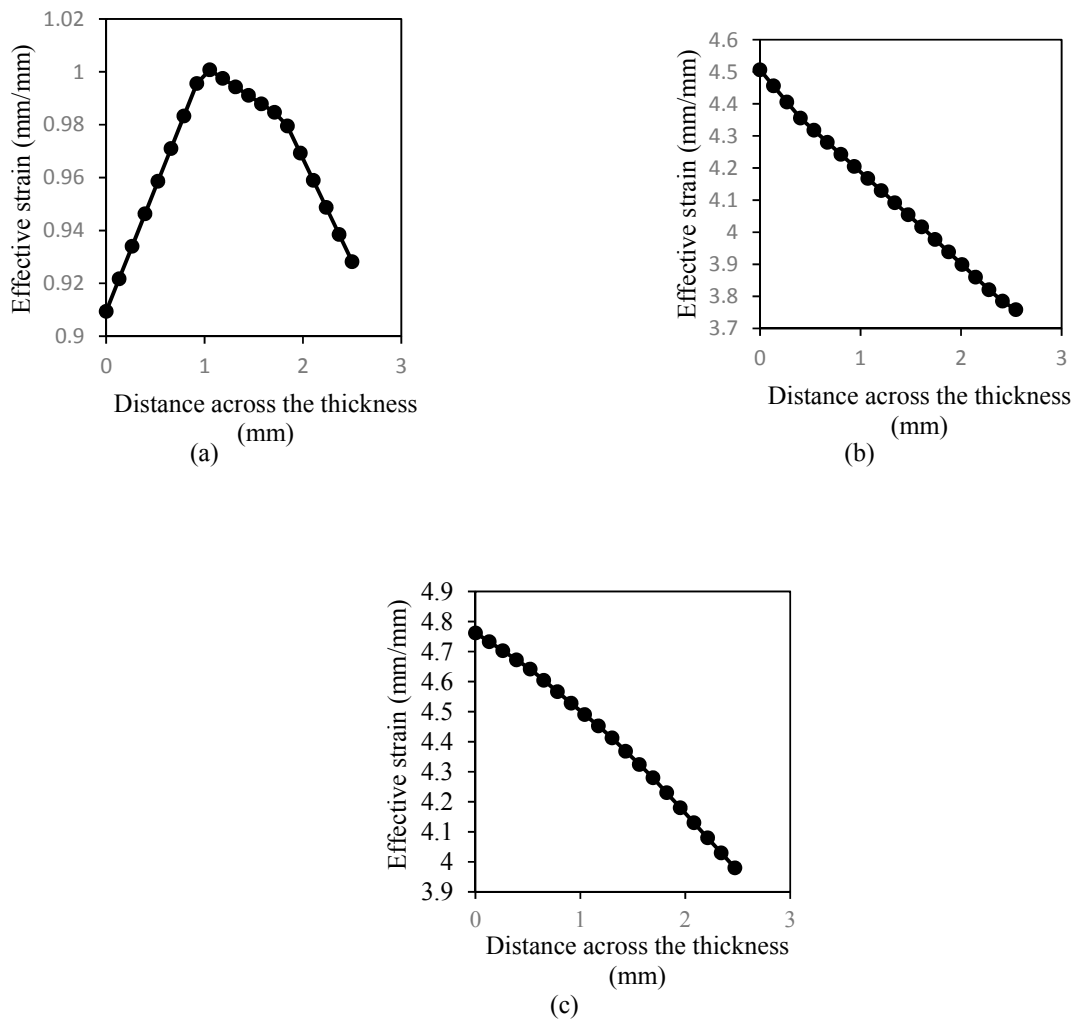 1.02
1
0.98
0.96
0.94
0.92
0.9
Effective strain (mm/mm)
0 1 2 3
Distance across the thickness
(mm)
(a)
4.6
4.5
4.4
4.3
4.2
4.1
4
3.9
3.8
3.7
Effective strain (mm/mm)
0 1 2 3
Distance across the thickness
(mm)
(b)
4.9
4.8
4.7
4.6
4.5
4.4
4.3
4.2
4.1
4
3.9
Effective strain (mm/mm)
0 1 2 3
Distance across the thickness
(mm)
(c)